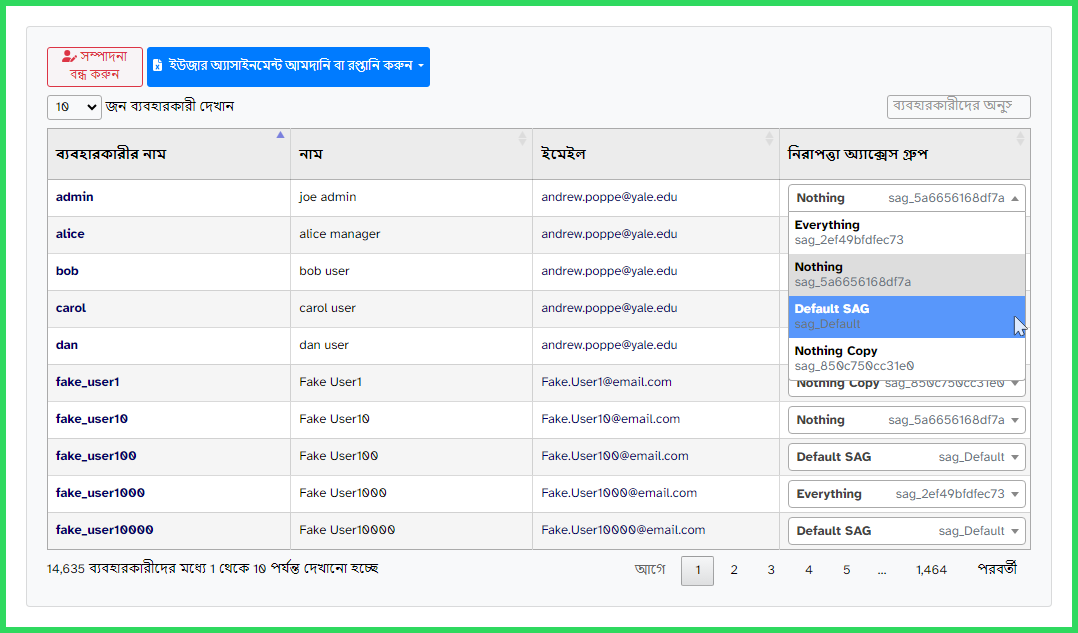 সম্পাদনা
বন্ধ করুন
ইউজার অ্যাসাইনমেন্ট আমদানি বা রপ্তানি করুন
10 জন ব্যবহারকারী দেখান
ব্যবহারকারীদের অনুস
ব্যবহারকারীর নাম নাম ইমেইল নিরাপত্তা অ্যাক্সেস গ্রুপ
admin joe admin andrew.poppe@yale.edu Nothing sag_5a6656168df7a
alice alice manager andrew.poppe@yale.edu
bob bob user andrew.poppe@yale.edu
carol carol user andrew.poppe@yale.edu
dan dan user andrew.poppe@yale.edu
Everything
sag_2ef49bfdfec73
Nothing
sag_5a6656168df7a
Default SAG
sag_Default
Nothing Copy
sag_850c750cc31e0
fake_user1 Fake User1 Fake.User1@email.com Nothing Copy sag_850c750cc31e0
fake_user10 Fake User10 Fake.User10@email.com Nothing sag_5a6656168df7a
fake_user100 Fake User100 Fake.User100@email.com Default SAG sag_Default
fake_user1000 Fake User1000 Fake.User1000@email.com Everything sag_2ef49bfdfec73
fake_user10000 Fake User10000 Fake.User10000@email.com Default SAG sag_Default
14,635 ব্যবহারকারীদের মধ্যে 1 থেকে 10 পর্যন্ত দেখানো হচ্ছে
আগে 1 2 3 4 5 ... 1,464 পরবর্তী